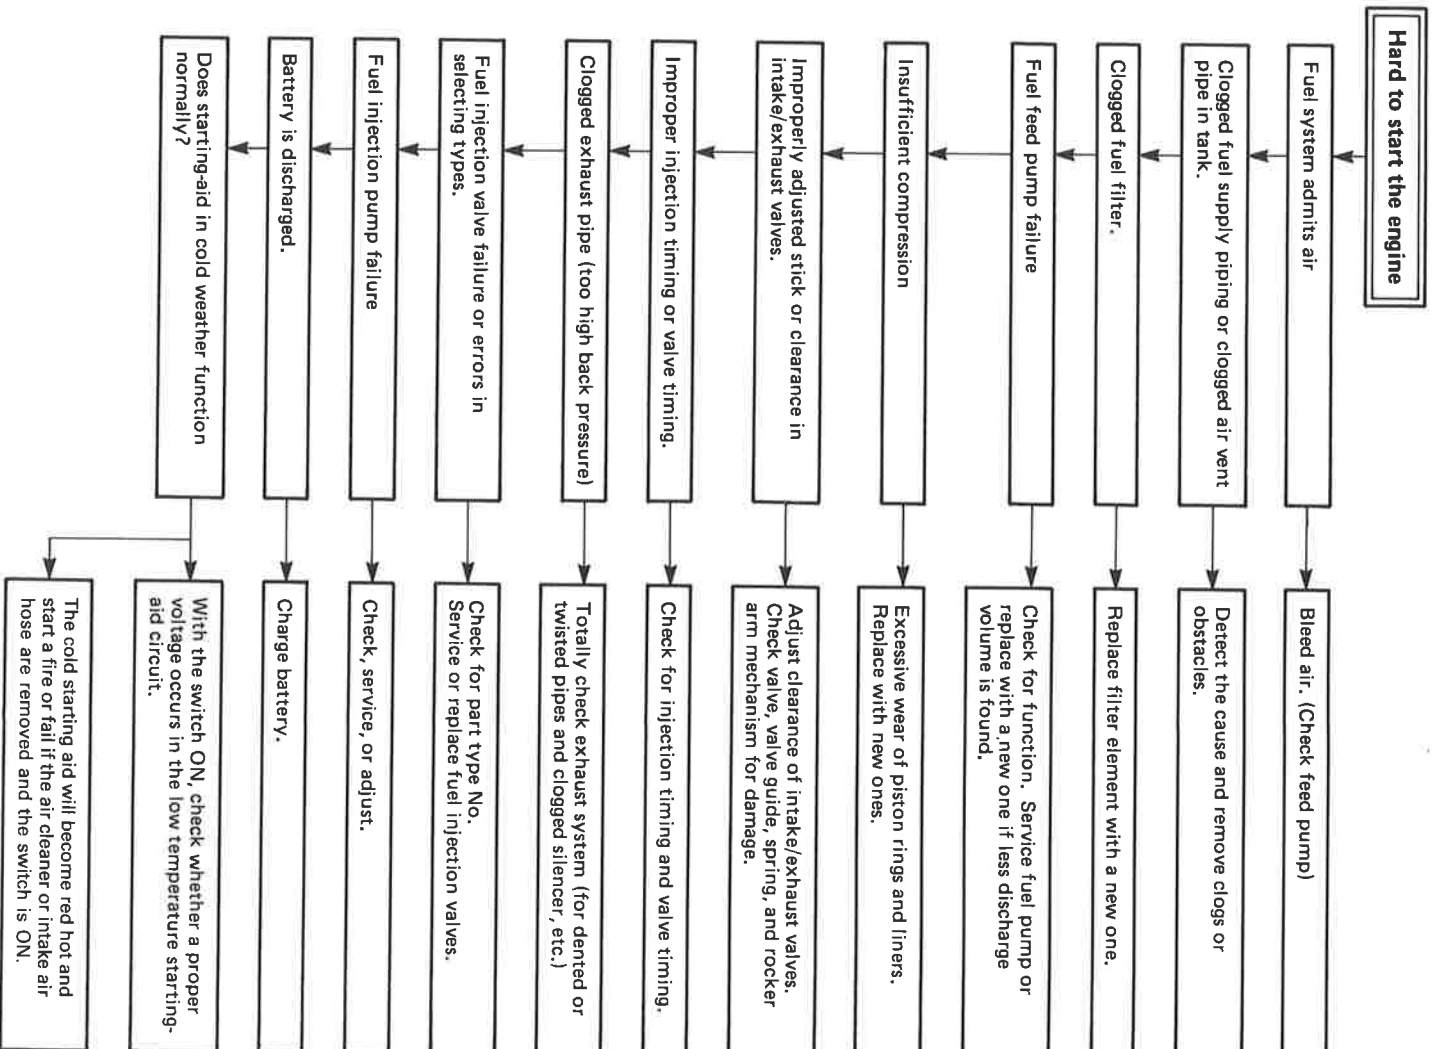 Hard to start the engine
Fuel system admits air
Bleed air. (Check feed pump)
Clogged fuel supply piping or clogged air vent
pipe in tank.
Detect the cause and remove clogs or
obstacles.
Clogged fuel filter.
Replace filter element with a new one.
Fuel feed pump failure
Check for function. Service fuel pump or
replace with a new one if less discharge
volume is found.
Insufficient compression
Excessive wear of piston rings and liners.
Replace with new ones.
Improperly adjusted stick or clearance in
intake/exhaust valves.
Adjust clearance of intake/exhaust valves.
Check valve, valve guide, spring, and rocker
arm mechanism for damage.
Improper injection timing or valve timing.
Check for injection timing and valve timing.
Clogged exhaust pipe (too high back pressure)
Totally check exhaust system (for dented or
twisted pipes and clogged silencer, etc.)
Fuel injection valve failure or errors in
selecting types.
Check for part type No.
Service or replace fuel injection valves.
Fuel injection pump failure
Check, service, or adjust.
Battery is discharged.
Charge battery.
Does starting-aid in cold weather function
normally?
With the switch ON, check whether a proper
voltage occurs in the low temperature starting-
aid circuit.
The cold starting aid will become red hot and
start a fire or fail if the air cleaner or intake air
hose are removed and the switch is ON.